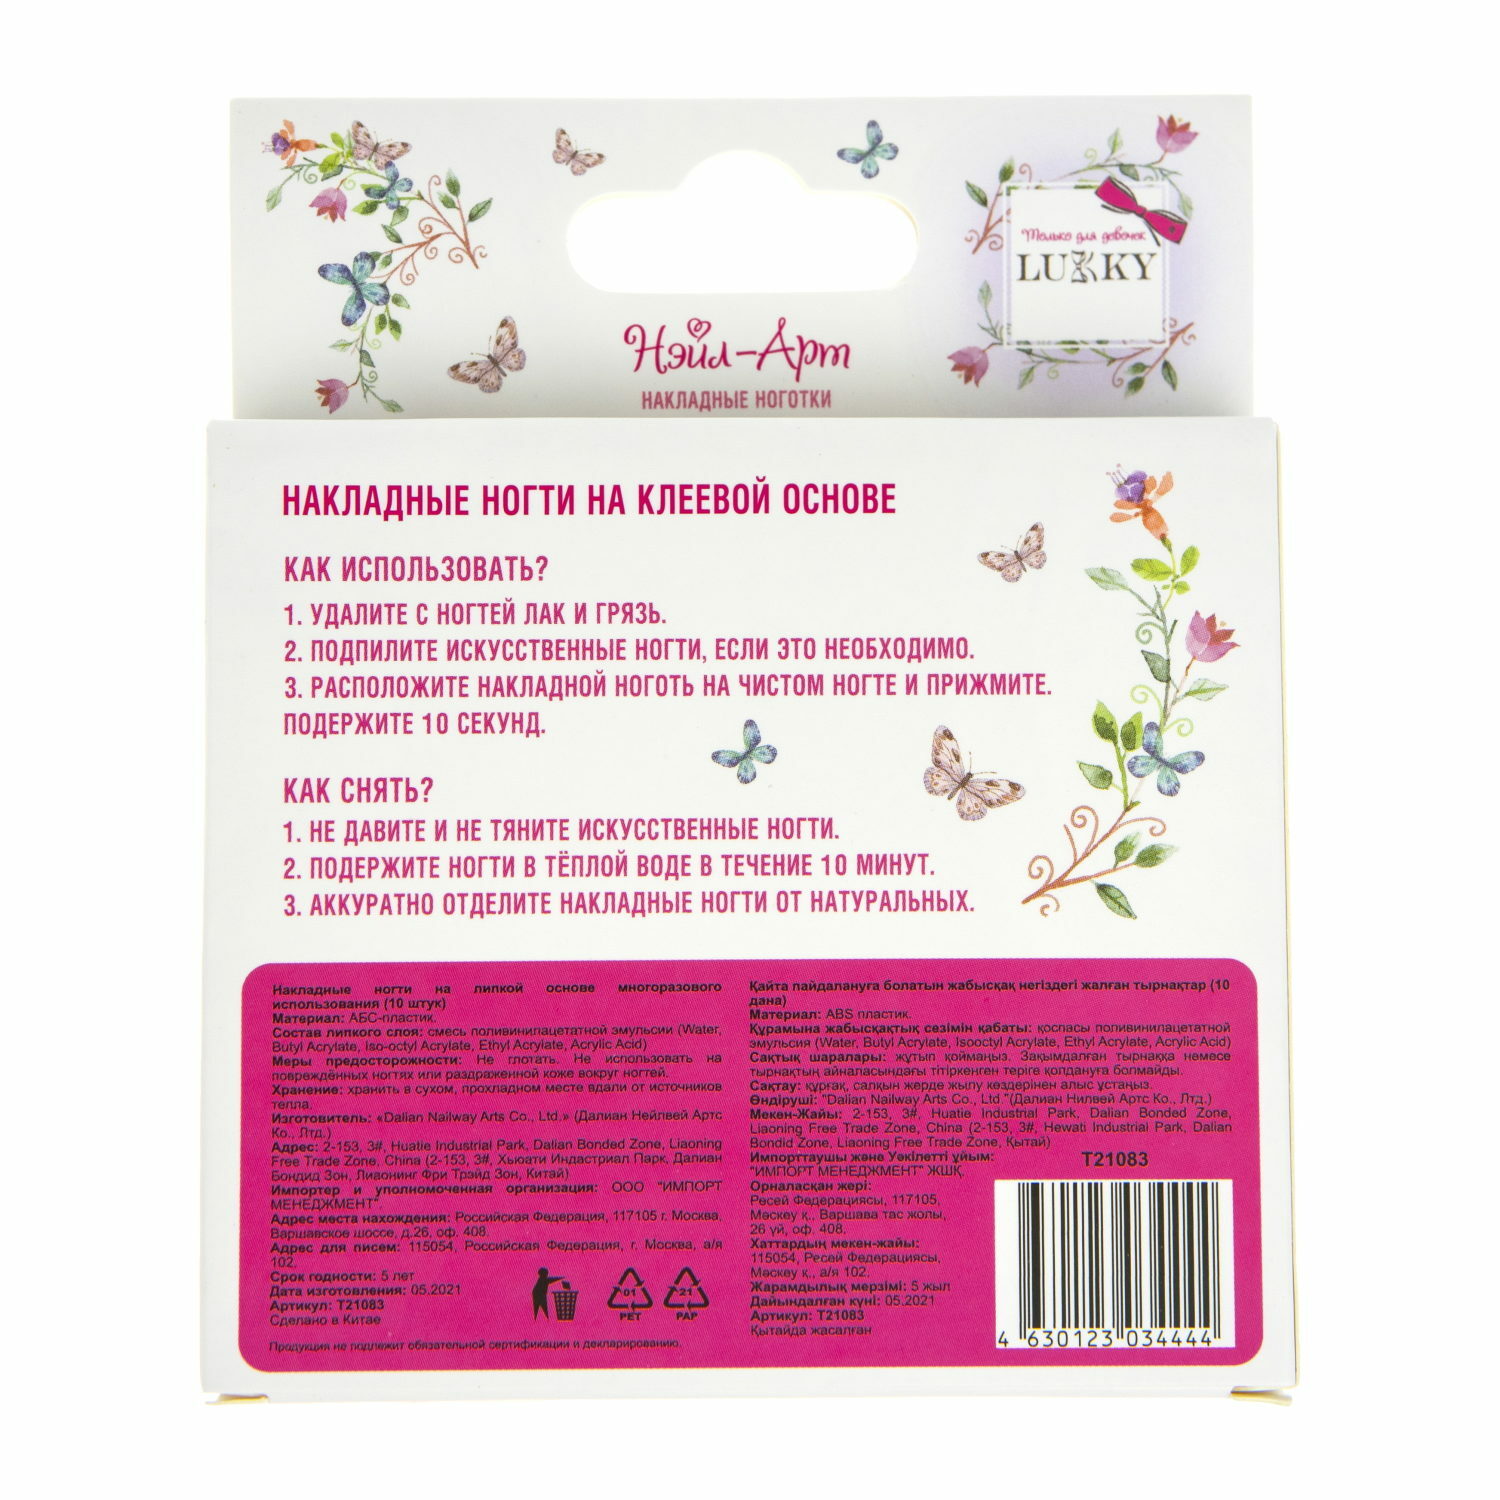 Только для девочек
LUKKY
Нэйл-Арт
НАКЛАДНЫЕ НОГОТКИ
НАКЛАДНЫЕ НОГТИ НА КЛЕЕВОЙ ОСНОВЕ
КАК ИСПОЛЬЗОВАТЬ?
1. УДАЛИТЕ С НОГТЕЙ ЛАК И ГРЯЗЬ.
2. ПОДПИЛИТЕ ИСКУССТВЕННЫЕ НОГТИ, ЕСЛИ ЭТО НЕОБХОДИМО.
3. РАСПОЛОЖИТЕ НАКЛАДНОЙ НОГОТЬ НА ЧИСТОМ НОГТЕ И ПРИЖМИТЕ.
ПОДЕРЖИТЕ 10 СЕКУНД.
КАК СНЯТЬ?
1. НЕ ДАВИТЕ И НЕ ТЯНИТЕ ИСКУССТВЕННЫЕ НОГТИ.
2. ПОДЕРЖИТЕ НОГТИ В ТЁПЛОЙ ВОДЕ В ТЕЧЕНИЕ 10 МИНУТ.
3. АККУРАТНО ОТДЕЛИТЕ НАКЛАДНЫЕ НОГТИ ОТ НАТУРАЛЬНЫХ.
Накладные ногти на липкой основе многоразового
использования (10 штук)
Материал: АБС-пластик.
Состав липкого слоя: смесь поливинилацетатной эмульсии (Water,
Butyl Acrylate, Iso-octyl Acrylate, Ethyl Acrylate, Acrylic Acid)
Меры предосторожности: Не глотать. Не использовать на
повреждённых ногтях или раздраженной коже вокруг ногтей.
Хранение: хранить в сухом, прохладном месте вдали от источников
тепла.
Изготовитель: «Dalian Nailway Arts Co., Ltd.» (Далиан Нейлвей Артс
Ко., Лтд.)
Адрес: 2-153, 3#, Huatie Industrial Park, Dalian Bonded Zone, Liaoning
Free Trade Zone, China (2-153, 3#, Хьюати Индастриал Парк, Далиан
Бондид Зон, Ливонинг Фри Трэйд Зон, Китай)
Импортер и уполномоченная организация: ООО "ИМПОРТ
МЕНЕДЖМЕНТ".
Адрес места нахождения: Российская Федерация, 117105 г. Москва,
Варшавское шоссе, д.26, оф. 408.
Адрес для писем: 115054, Российская Федерация, г. Москва, а/я
102.
Срок годности: 5 лет
Дата изготовления: 05.2021
Артикул: T21083
Сделано в Китае
01
PET
21
PAP
Продукция не подлежит обязательной сертификации и декларированию.
Қайта пайдалануға болатын жабысқақ негіздегі жалған тырнақтар (10
дана)
Материал: ABS пластик.
Құрамына жабысқақтық сезімін қабаты: қоспасы поливинилацетатной
эмульсия (Water, Butyl Acrylate, Isooctyl Acrylate, Ethyl Acrylate, Acrylic Acid)
Сақтық шаралары: жұтып қоймаңыз. Зақымдалған тырнаққа немесе
тырнақтың айналасындағы тітіркенген теріге қолдануға болмайды.
Сақтау: құрғақ, салқын жерде жылу көздерінен алыс ұстаңыз.
Өндіруші: "Dalian Nailway Arts Co., Ltd."(Далиан Нилвей Артс Ко., Лтд.)
Мекен-Жайы: 2-153, 3#, Huatie Industrial Park, Dalian Bonded Zone,
Liaoning Free Trade Zone, China (2-153, 3#, Hewati Industrial Park, Dalian
Bondid Zone, Liaoning Free Trade Zone, Қытай)
Импорттаушы және Уәкілетті ұйым:
"ИМПОРТ МЕНЕДЖМЕНТ" ЖШҚ.
Орналасқан жері:
Ресей Федерациясы, 117105,
Мәскеу қ., Варшава тас жолы,
26 үй, оф. 408.
Хаттардың мекен-жайы:
115054, Ресей Федерациясы,
Мәскеу қ., а/я 102.
Жарамдылық мерзімі: 5 жыл
Дайындалған күні: 05.2021
Артикул: T21083
Қытайда жасалған
T21083
4 630123 034444